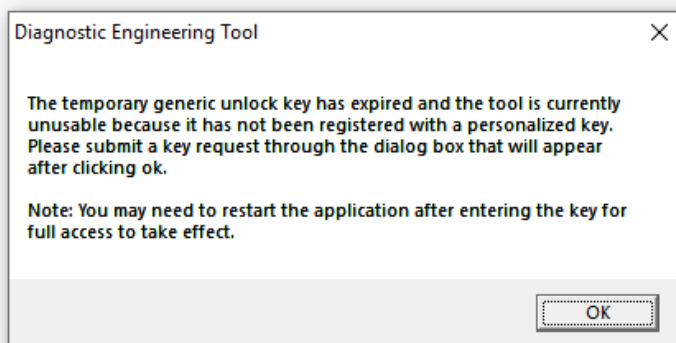 Diagnostic Engineering Tool
The temporary generic unlock key has expired and the tool is currently
unusable because it has not been registered with a personalized key.
Please submit a key request through the dialog box that will appear
after clicking ok.
Note: You may need to restart the application after entering the key for
full access to take effect.
OK